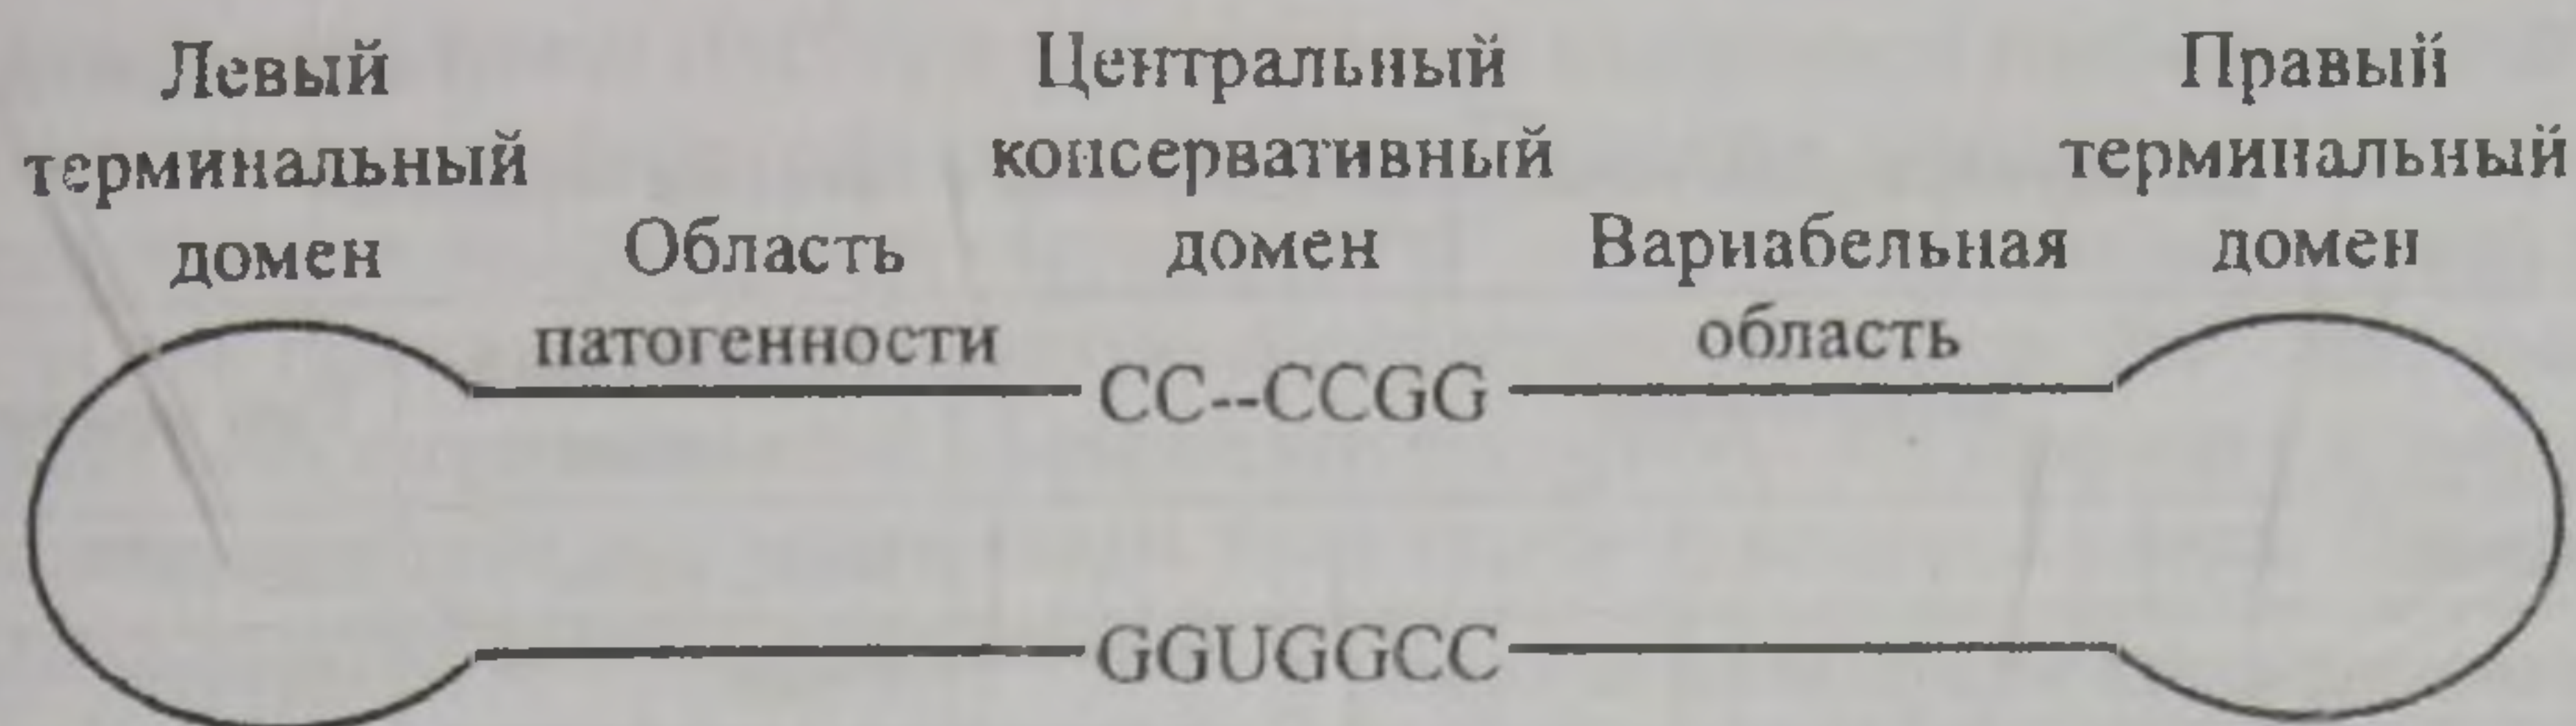 Левый
терминальный
домен
Область
патогенности
Центральный
консервативный
домен
Вариабельная
область
Правый
терминальный
домен
CC--CCGG
GGUGGCC